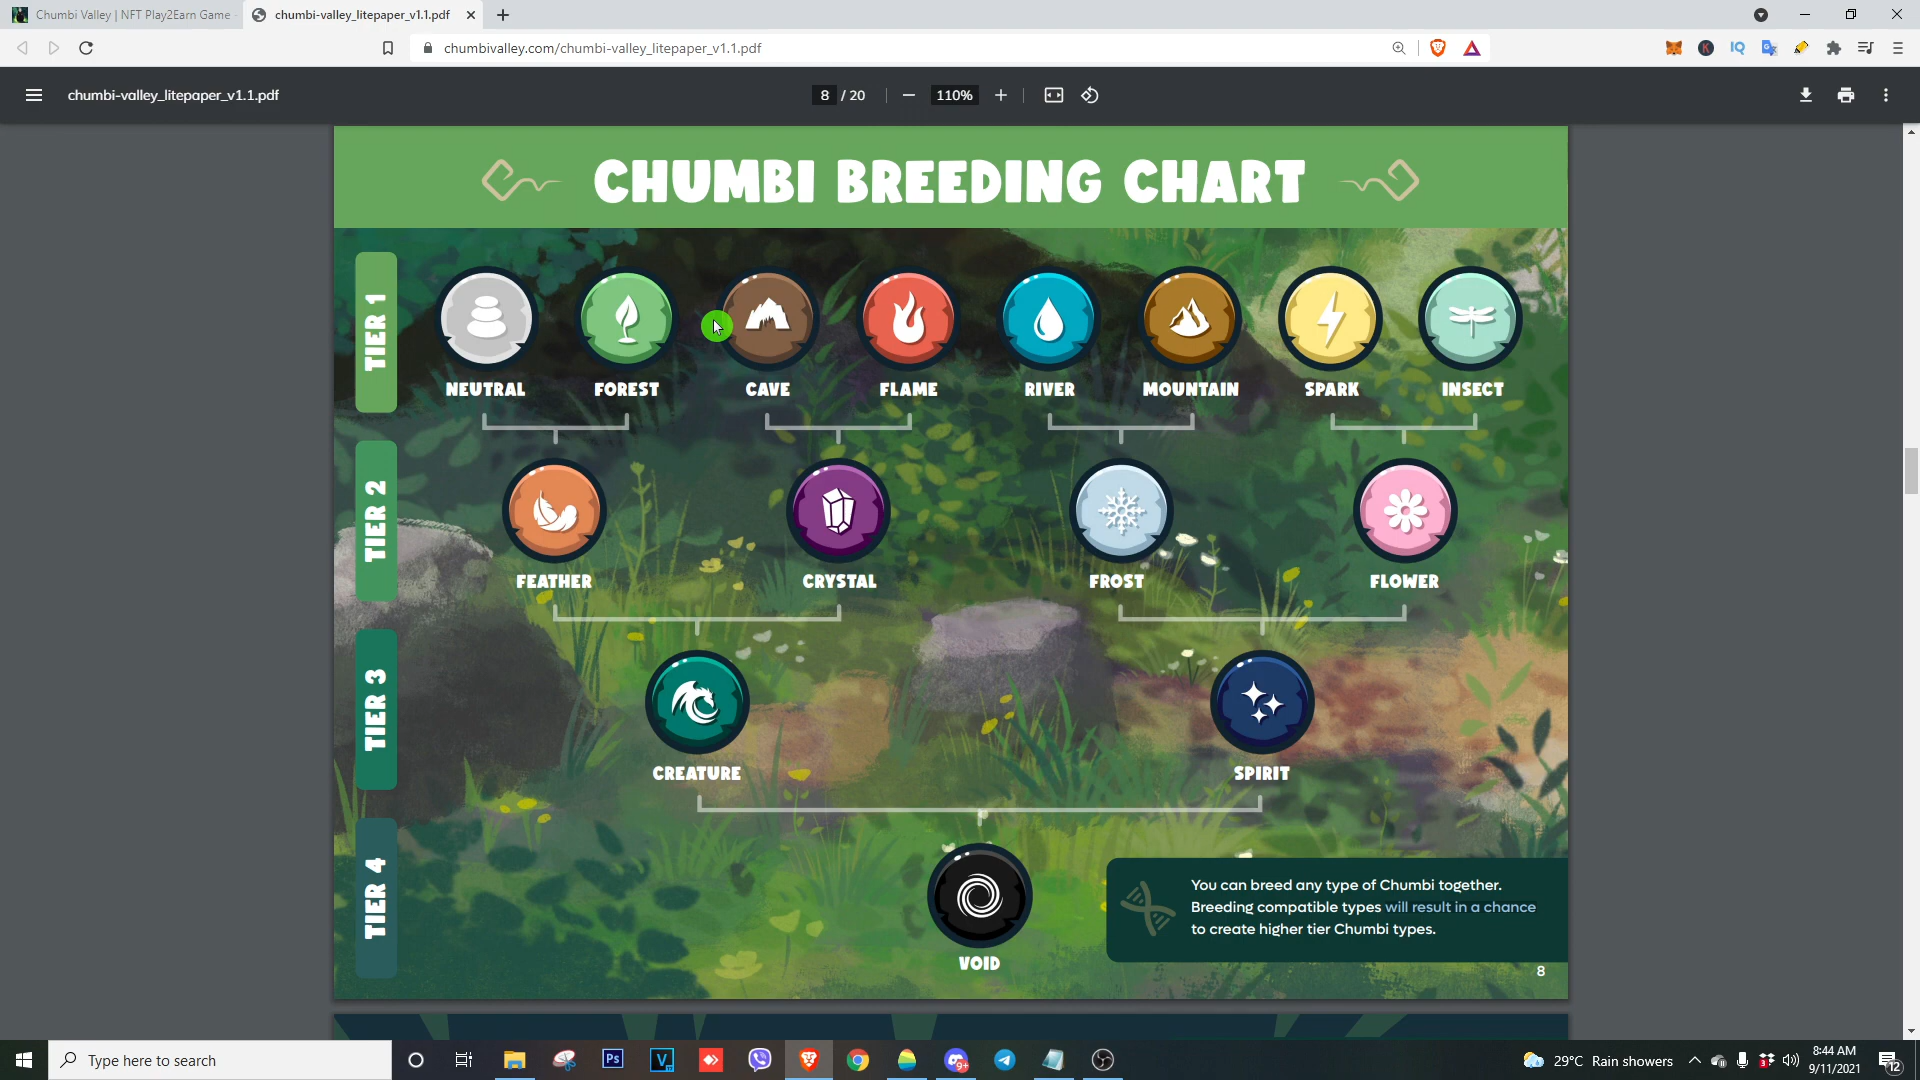 Chumbi Valley | NFT Play2Earn Game
chumbi-valley_litepaper_v1.1.pdf
chumbivalley.com/chumbi-valley_litepaper_v1.1.pdf
chumbi-valley_litepaper_v1.1.pdf
8 / 20
110%
CHUMBI BREEDING CHART
TIER 1
NEUTRAL
FOREST
CAVE
FLAME
RIVER
MOUNTAIN
SPARK
INSECT
TIER 2
FEATHER
CRYSTAL
FROST
FLOWER
TIER 3
CREATURE
SPIRIT
TIER 4
VOID
You can breed any type of Chumbi together.
Breeding compatible types will result in a chance
to create higher tier Chumbi types.
8
Type here to search
Ps
V
9+
29°C Rain showers
8:44 AM
9/11/2021
12